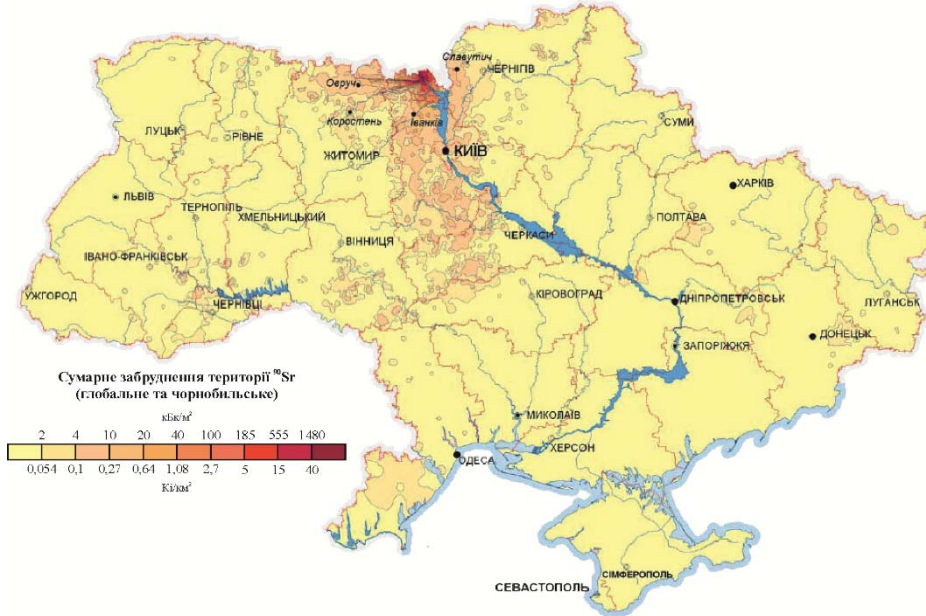 Славутич
ЧЕРНІГІВ
Овруч
Іванків
Коростень
СУМИ
ЛУЦЬК
РІВНЕ
КИЇВ
ЖИТОМИР
ХАРКІВ
ЛЬВІВ
ТЕРНОПІЛЬ
ХМЕЛЬНИЦЬКИЙ
ПОЛТАВА
ЧЕРКАСИ
ВІННИЦЯ
ІВАНО-ФРАНКІВСЬК
УЖГОРОД
ЧЕРНІВЦІ
КІРОВОГРАД
ДНІПРОПЕТРОВСЬК
ЛУГАНСЬК
ДОНЕЦЬК
ЗАПОРІЖЖЯ
Сумарне забруднення території ⁹⁰Sr
(глобальне та чорнобильське)
кБк/м²
2 4 10 20 40 100 185 555 1480
0,054 0,1 0,27 0,64 1,08 2,7 5 15 40
Кі/км²
МИКОЛАЇВ
ХЕРСОН
ОДЕСА
СІМФЕРОПОЛЬ
СЕВАСТОПОЛЬ